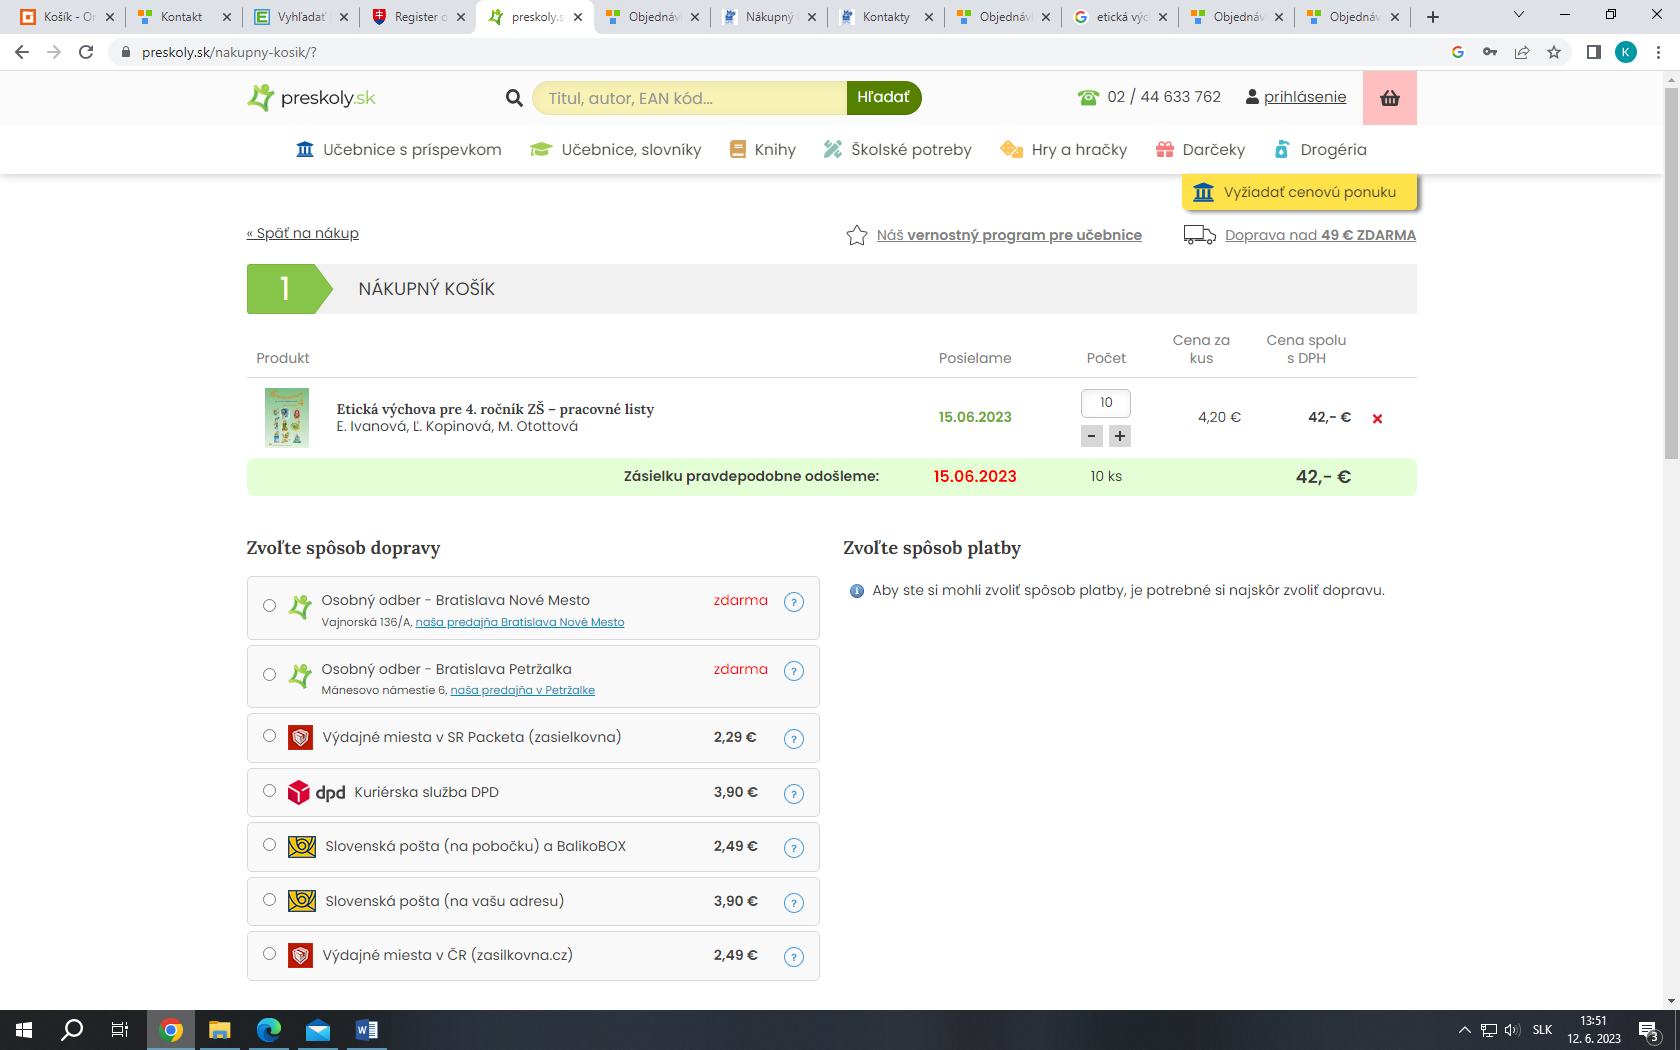 Košík - Or
Kontakt
Vyhľadať
Register o
preskoly.s
Objednáv
Nákupný
Kontakty
Objednáv
etická výc
Objednáv
Objednáv
preskoly.sk/nakupny-kosik/?
K
preskoly.sk
Titul, autor, EAN kód...
Hľadať
02 / 44 633 762
prihlásenie
Učebnice s príspevkom
Učebnice, slovníky
Knihy
Školské potreby
Hry a hračky
Darčeky
Drogéria
Vyžiadať cenovú ponuku
« Späť na nákup
Náš vernostný program pre učebnice
Doprava nad 49 € ZDARMA
1 NÁKUPNÝ KOŠÍK
Produkt
Posielame
Počet
Cena za
kus
Cena spolu
s DPH
Etická výchova pre 4. ročník ZŠ – pracovné listy
E. Ivanová, Ľ. Kopinová, M. Otottová
15.06.2023
10
- +
4,20 €
42,- €
Zásielku pravdepodobne odošleme: 15.06.2023 10 ks 42,- €
Zvoľte spôsob dopravy
Osobný odber - Bratislava Nové Mesto zdarma ?
Vajnorská 136/A, naša predajňa Bratislava Nové Mesto
Osobný odber - Bratislava Petržalka zdarma ?
Mánesovo námestie 6, naša predajňa v Petržalke
Výdajné miesta v SR Packeta (zasielkovna) 2,29 € ?
dpd Kuriérska služba DPD 3,90 € ?
Slovenská pošta (na pobočku) a BalíkoBOX 2,49 € ?
Slovenská pošta (na vašu adresu) 3,90 € ?
Výdajné miesta v ČR (zasilkovna.cz) 2,49 € ?
Zvoľte spôsob platby
Aby ste si mohli zvoliť spôsob platby, je potrebné si najskôr zvoliť dopravu.
SLK
13:51
12. 6. 2023
3